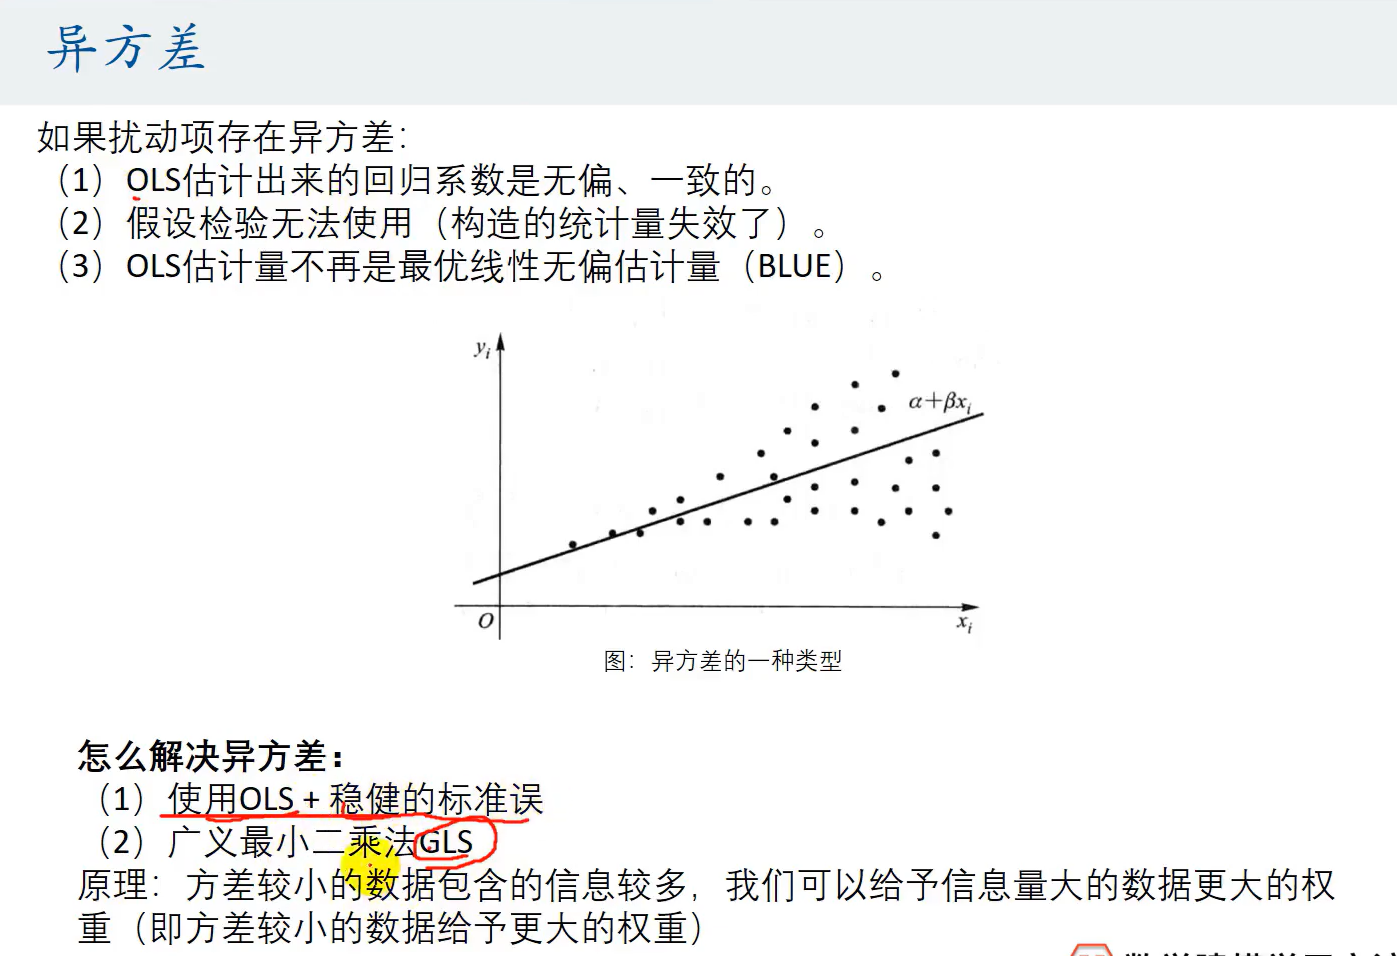 异方差
如果扰动项存在异方差：
（1）OLS估计出来的回归系数是无偏、一致的。
（2）假设检验无法使用（构造的统计量失效了）。
（3）OLS估计量不再是最优线性无偏估计量（BLUE）。
yᵢ
α+βxᵢ
O
xᵢ
图：异方差的一种类型
怎么解决异方差：
（1）使用OLS + 稳健的标准误
（2）广义最小二乘法GLS
原理：方差较小的数据包含的信息较多，我们可以给予信息量大的数据更大的权
重（即方差较小的数据给予更大的权重）